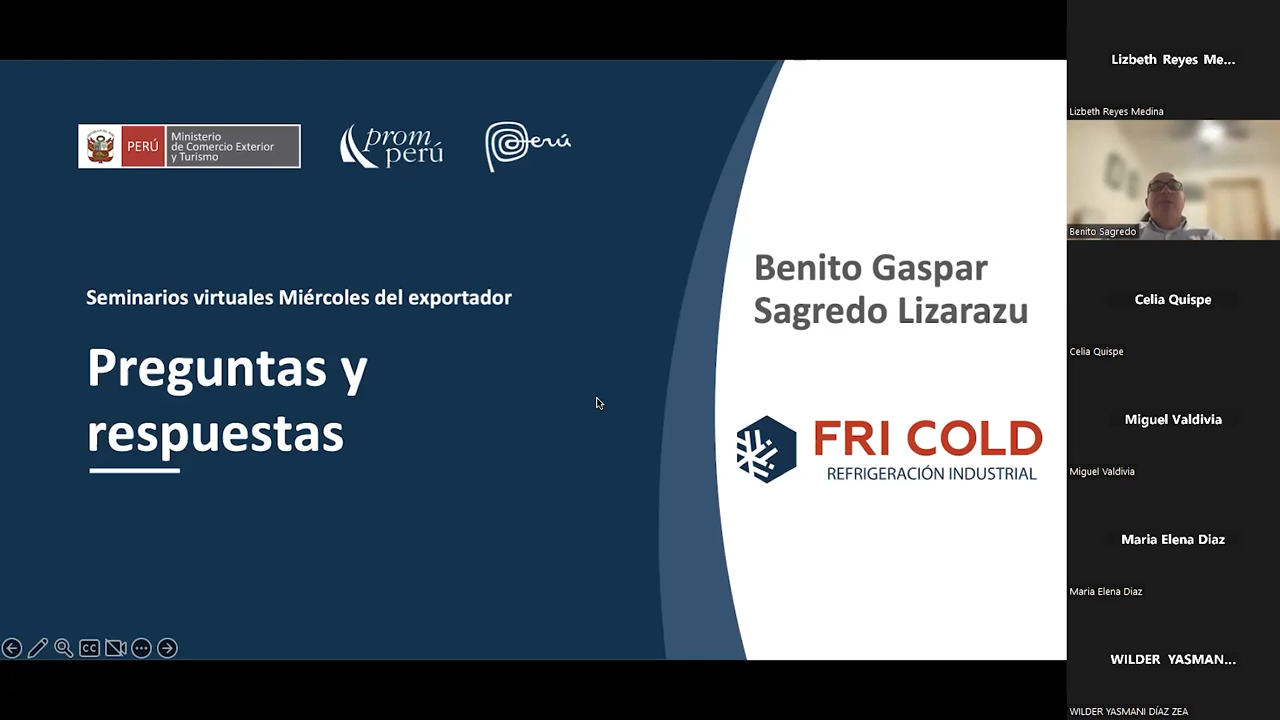 PERÚ
Ministerio
de Comercio Exterior
y Turismo
prom
perú
Perú
Seminarios virtuales Miércoles del exportador
Preguntas y
respuestas
Benito Gaspar
Sagredo Lizarazu
FRI COLD
REFRIGERACIÓN INDUSTRIAL
CC
Lizbeth Reyes Me...
Lizbeth Reyes Medina
Benito Sagredo
Celia Quispe
Celia Quispe
Miguel Valdivia
Miguel Valdivia
Maria Elena Diaz
Maria Elena Diaz
WILDER YASMAN...
WILDER YASMANI DÍAZ ZEA